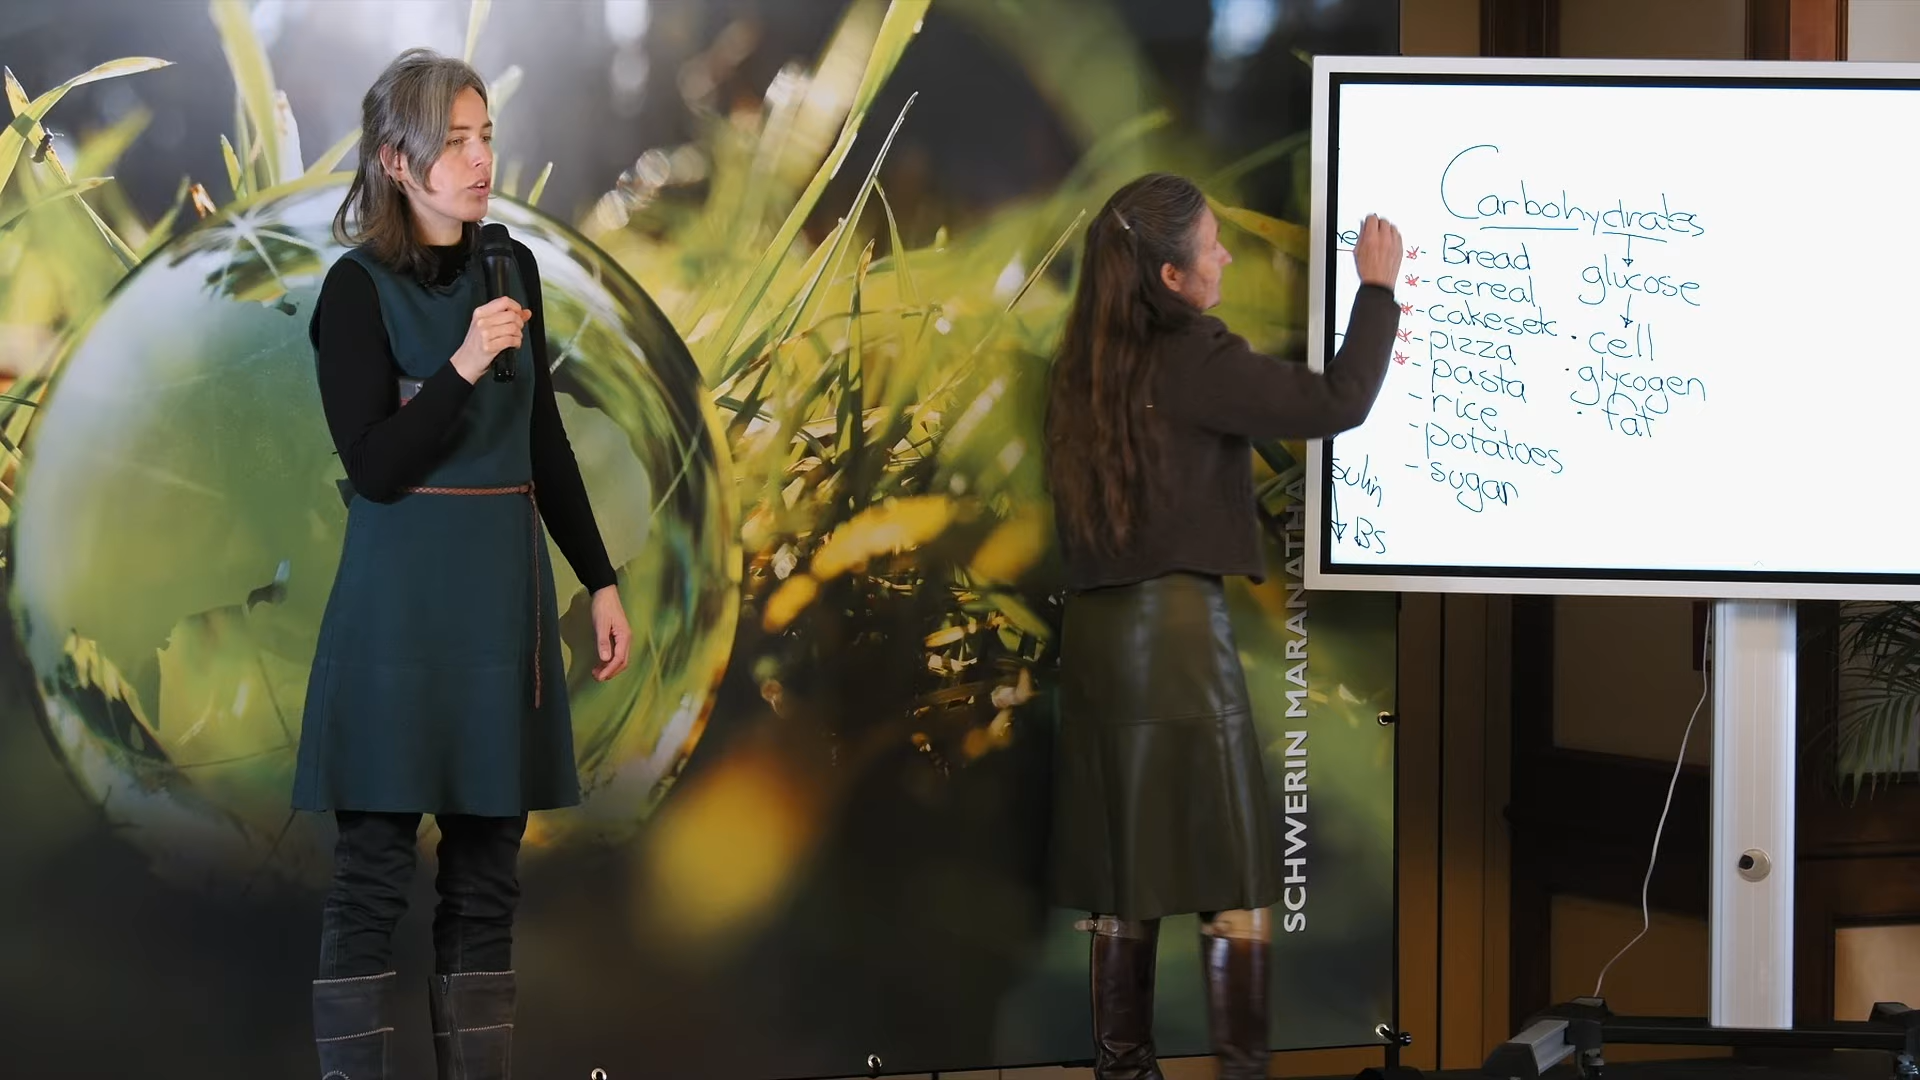 Carbohydrates
- Bread
- cereal
- cakes etc
- pizza
- pasta
- rice
- potatoes
- sugar
glucose
· cell
· glycogen
· fat
BS
SCHWERIN MARANATHA